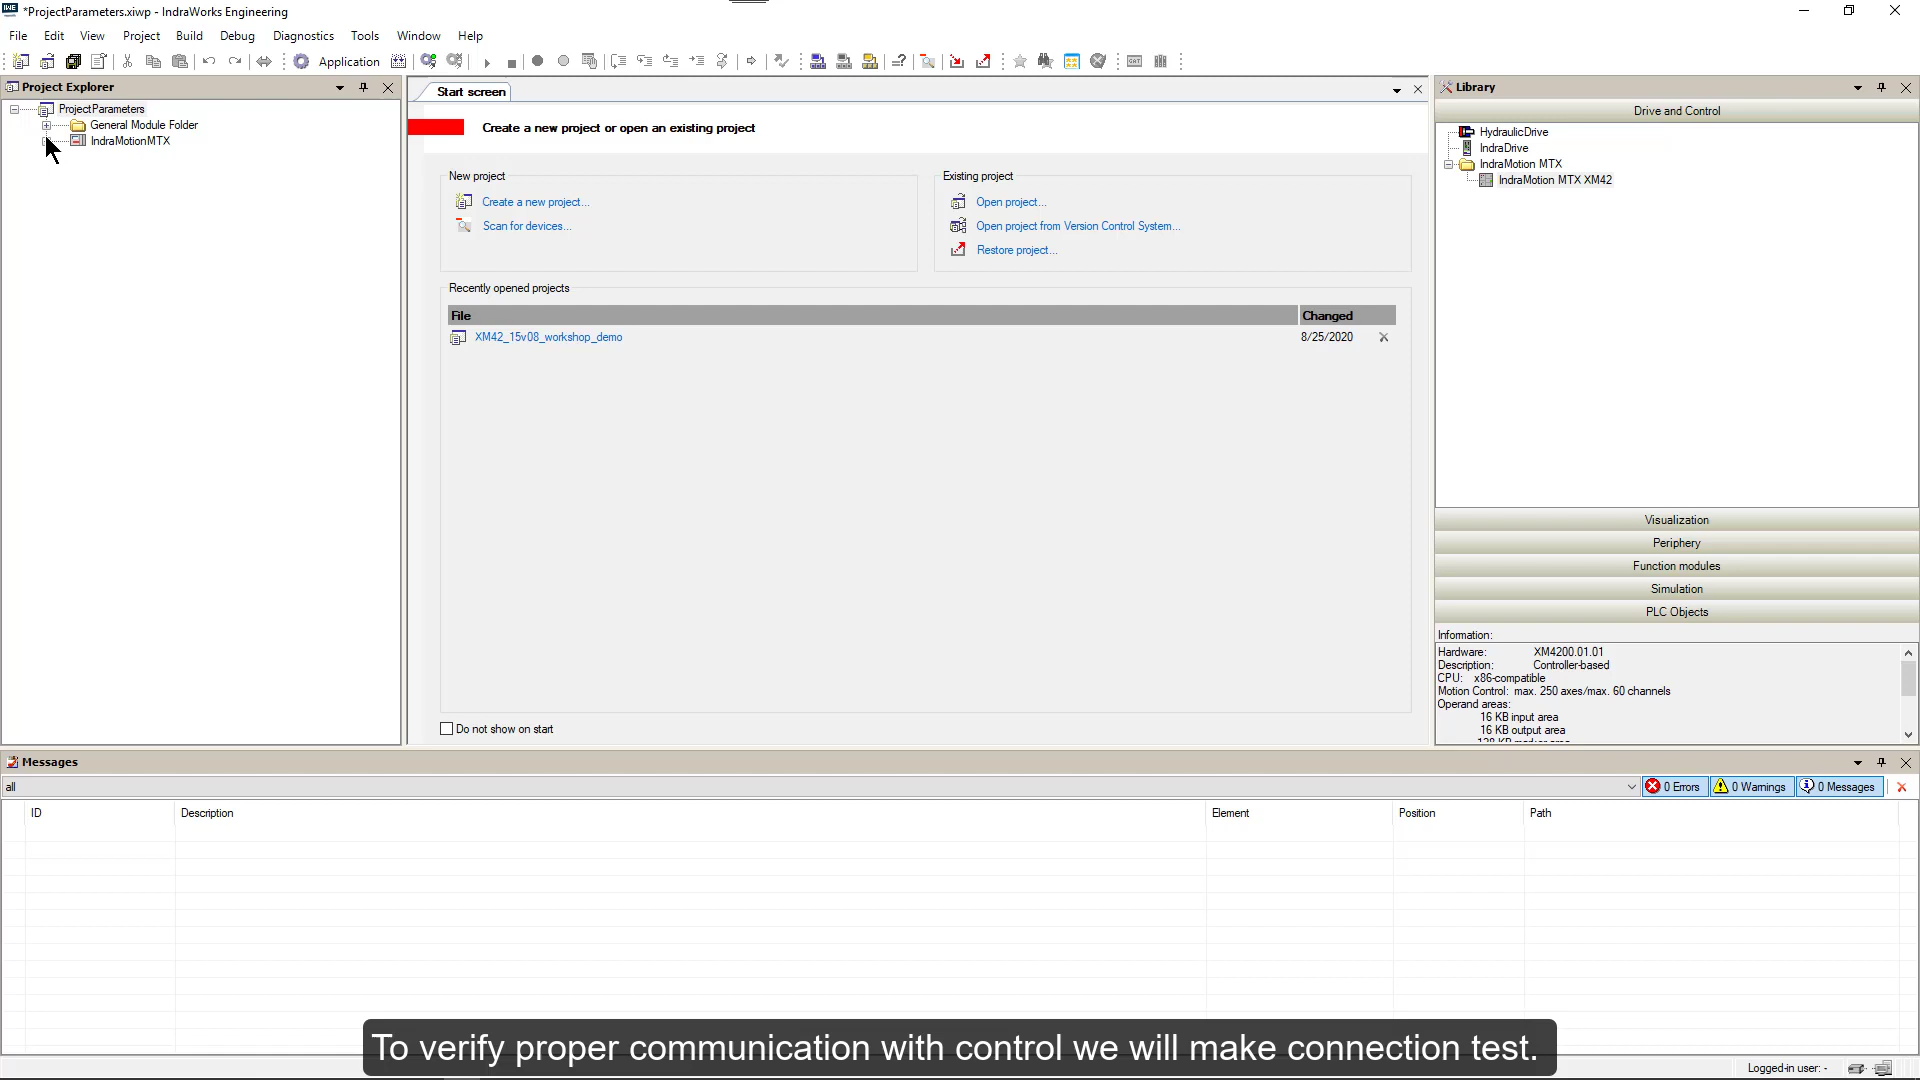 *ProjectParameters.xiwp - IndraWorks Engineering
File Edit View Project Build Debug Diagnostics Tools Window Help
Application
Project Explorer
ProjectParameters
General Module Folder
IndraMotionMTX
Start screen
Create a new project or open an existing project
New project
Create a new project...
Scan for devices...
Existing project
Open project...
Open project from Version Control System...
Restore project...
Recently opened projects
File Changed
XM42_15v08_workshop_demo 8/25/2020
Do not show on start
Library
Drive and Control
HydraulicDrive
IndraDrive
IndraMotion MTX
IndraMotion MTX XM42
Visualization
Periphery
Function modules
Simulation
PLC Objects
Information:
Hardware: XM4200.01.01
Description: Controller-based
CPU: x86-compatible
Motion Control: max. 250 axes/max. 60 channels
Operand areas:
16 KB input area
16 KB output area
Messages
all 0 Errors 0 Warnings 0 Messages
ID Description Element Position Path
To verify proper communication with control we will make connection test.
Logged-in user: -